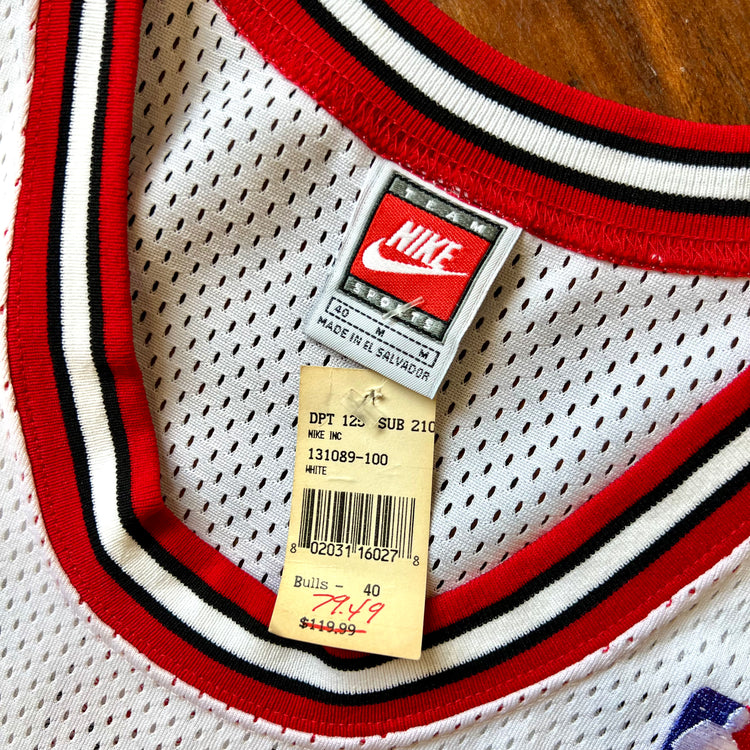 TEAM
NIKE
SPORTS
40 M M
MADE IN EL SALVADOR
DPT 125 SUB 210
NIKE INC
131089-100
WHITE
8 02031 16027 8
Bulls - 40
79.49
$119.99